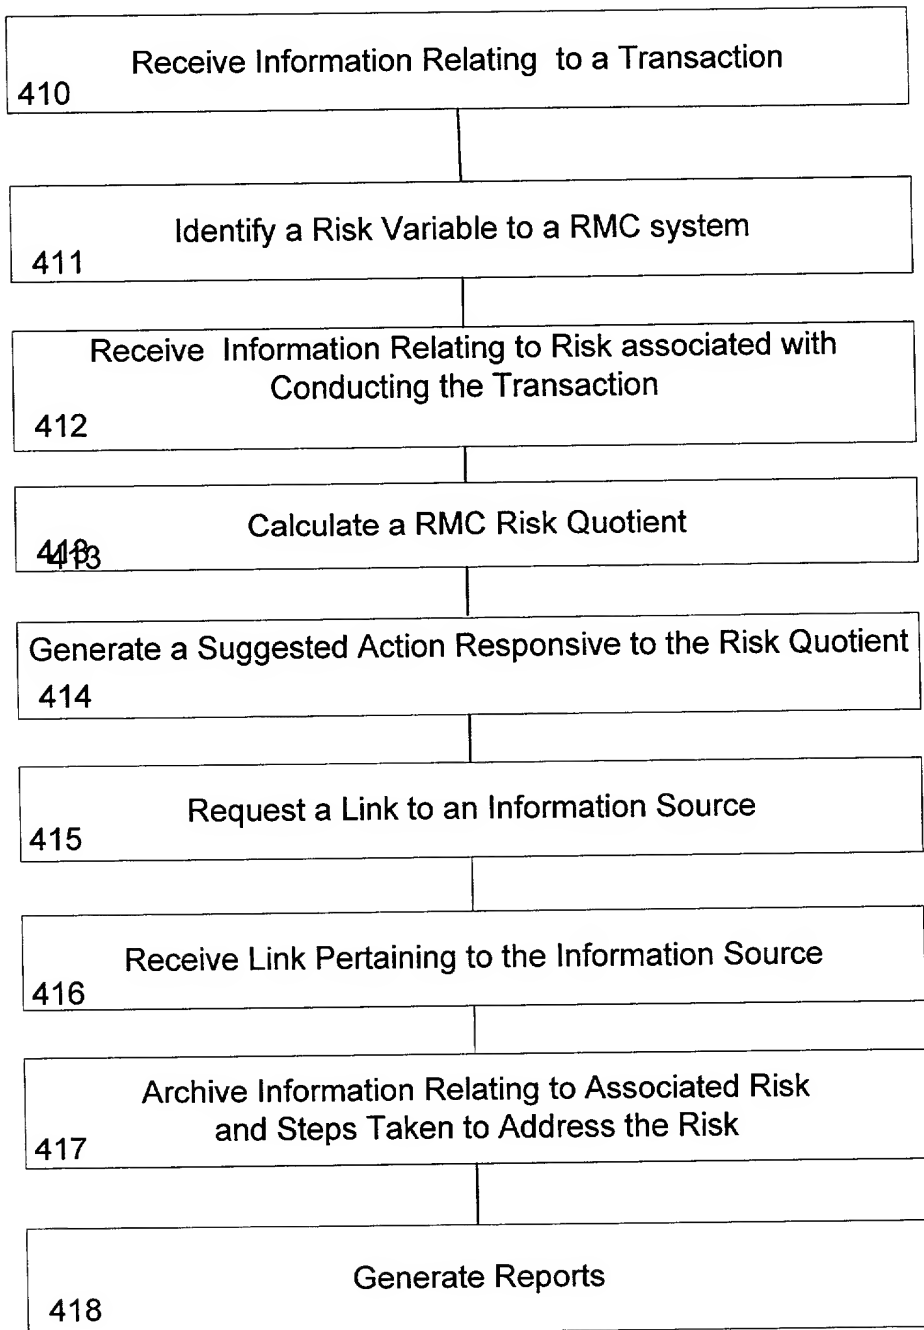 Receive Information Relating to a Transaction
410
Identify a Risk Variable to a RMC system
411
Receive Information Relating to Risk associated with
Conducting the Transaction
412
Calculate a RMC Risk Quotient
413
Generate a Suggested Action Responsive to the Risk Quotient
414
Request a Link to an Information Source
415
Receive Link Pertaining to the Information Source
416
Archive Information Relating to Associated Risk
and Steps Taken to Address the Risk
417
Generate Reports
418